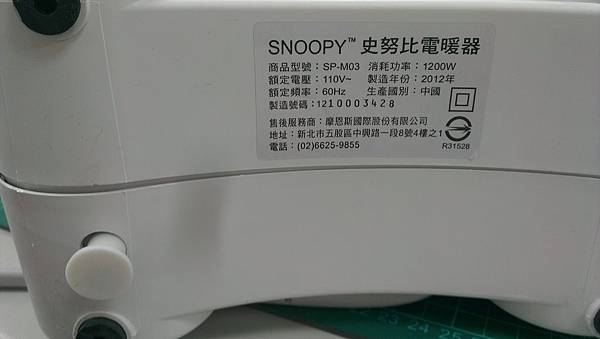 SNOOPY™ 史努比電暖器
商品型號：SP-M03 消耗功率：1200W
額定電壓：110V~ 製造年份：2012年
額定頻率：60Hz 生產國別：中國
製造號碼：1210003428
售後服務商：摩恩斯國際股份有限公司
地址：新北市五股區中興路一段8號4樓之1
電話：(02)6625-9855
R31528
22 23 24 25